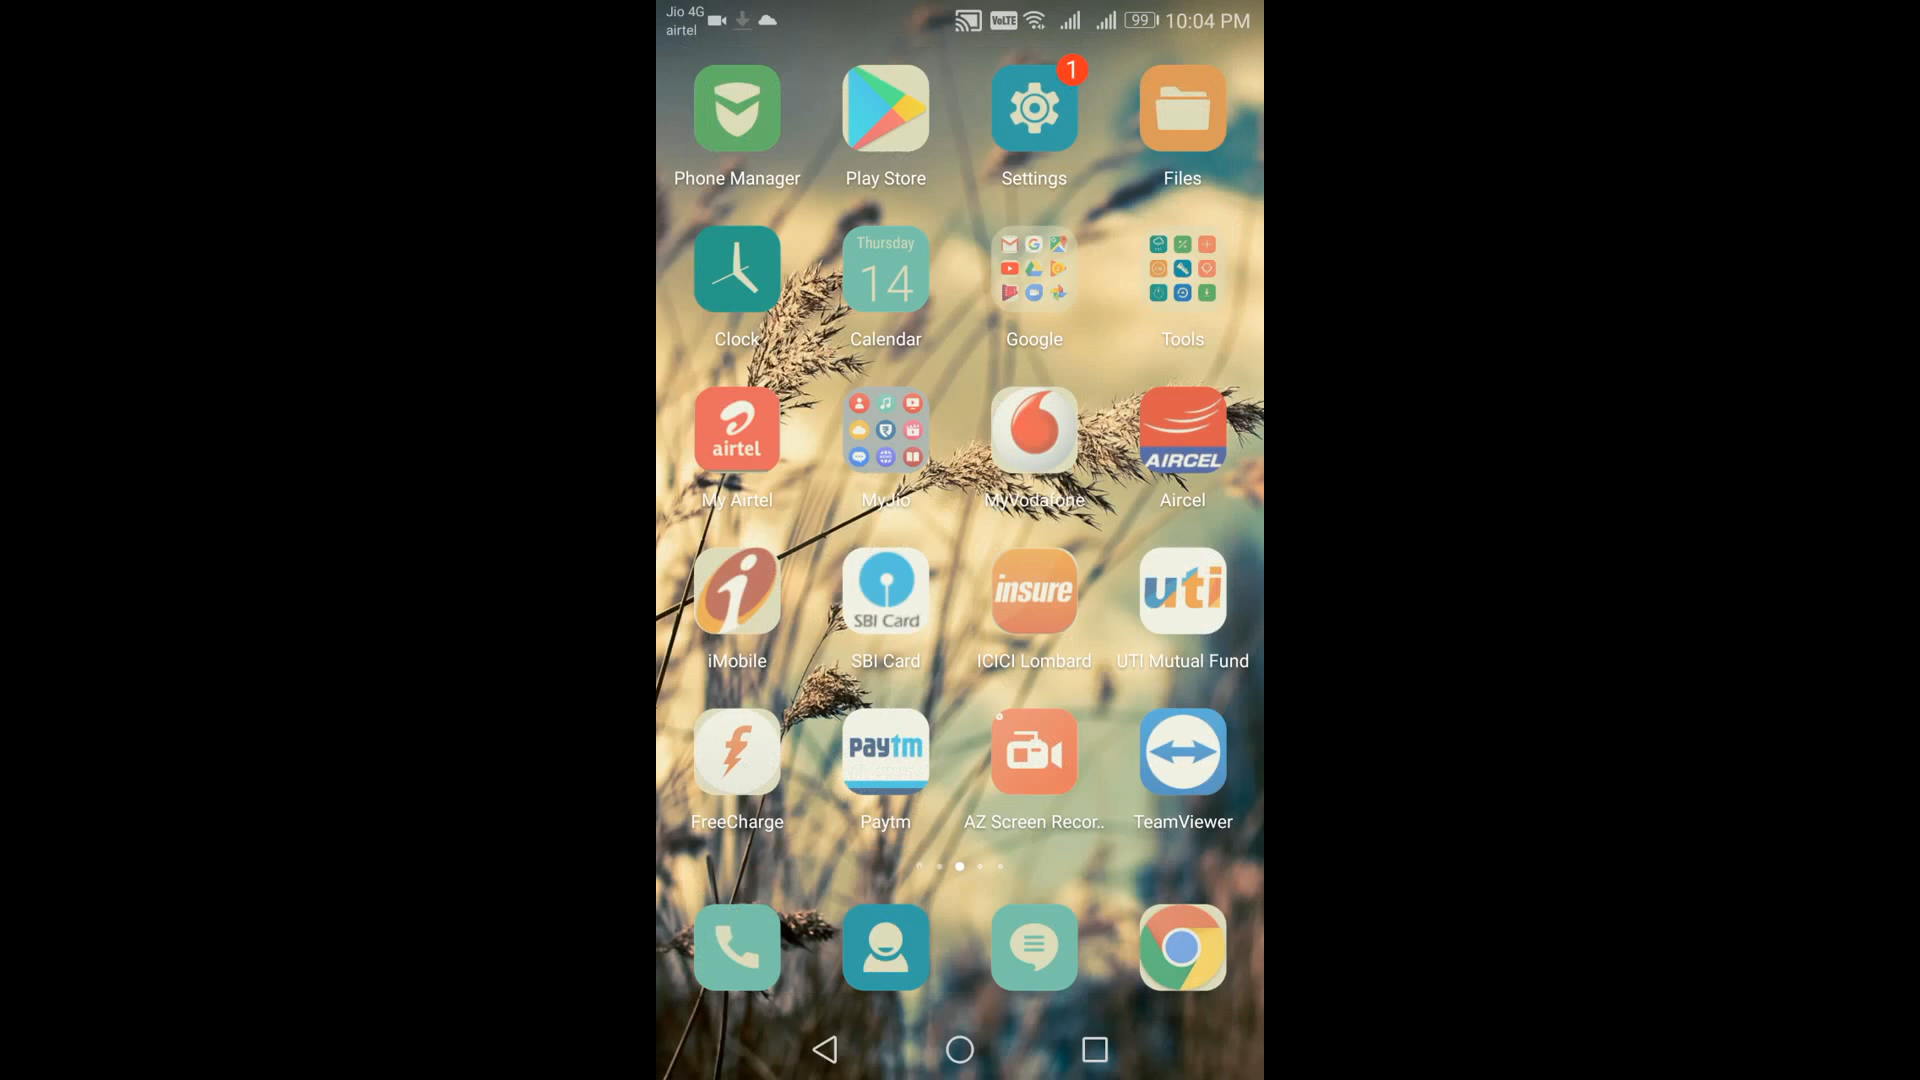 Jio 4G
airtel
VoLTE
99
10:04 PM
1
Phone Manager
Play Store
Settings
Files
Thursday
14
Clock
Calendar
Google
Tools
airtel
AIRCEL
My Airtel
MyJio
MyVodafone
Aircel
i
SBI Card
insure
uti
iMobile
SBI Card
ICICI Lombard
UTI Mutual Fund
paytm
FreeCharge
Paytm
AZ Screen Recor..
TeamViewer